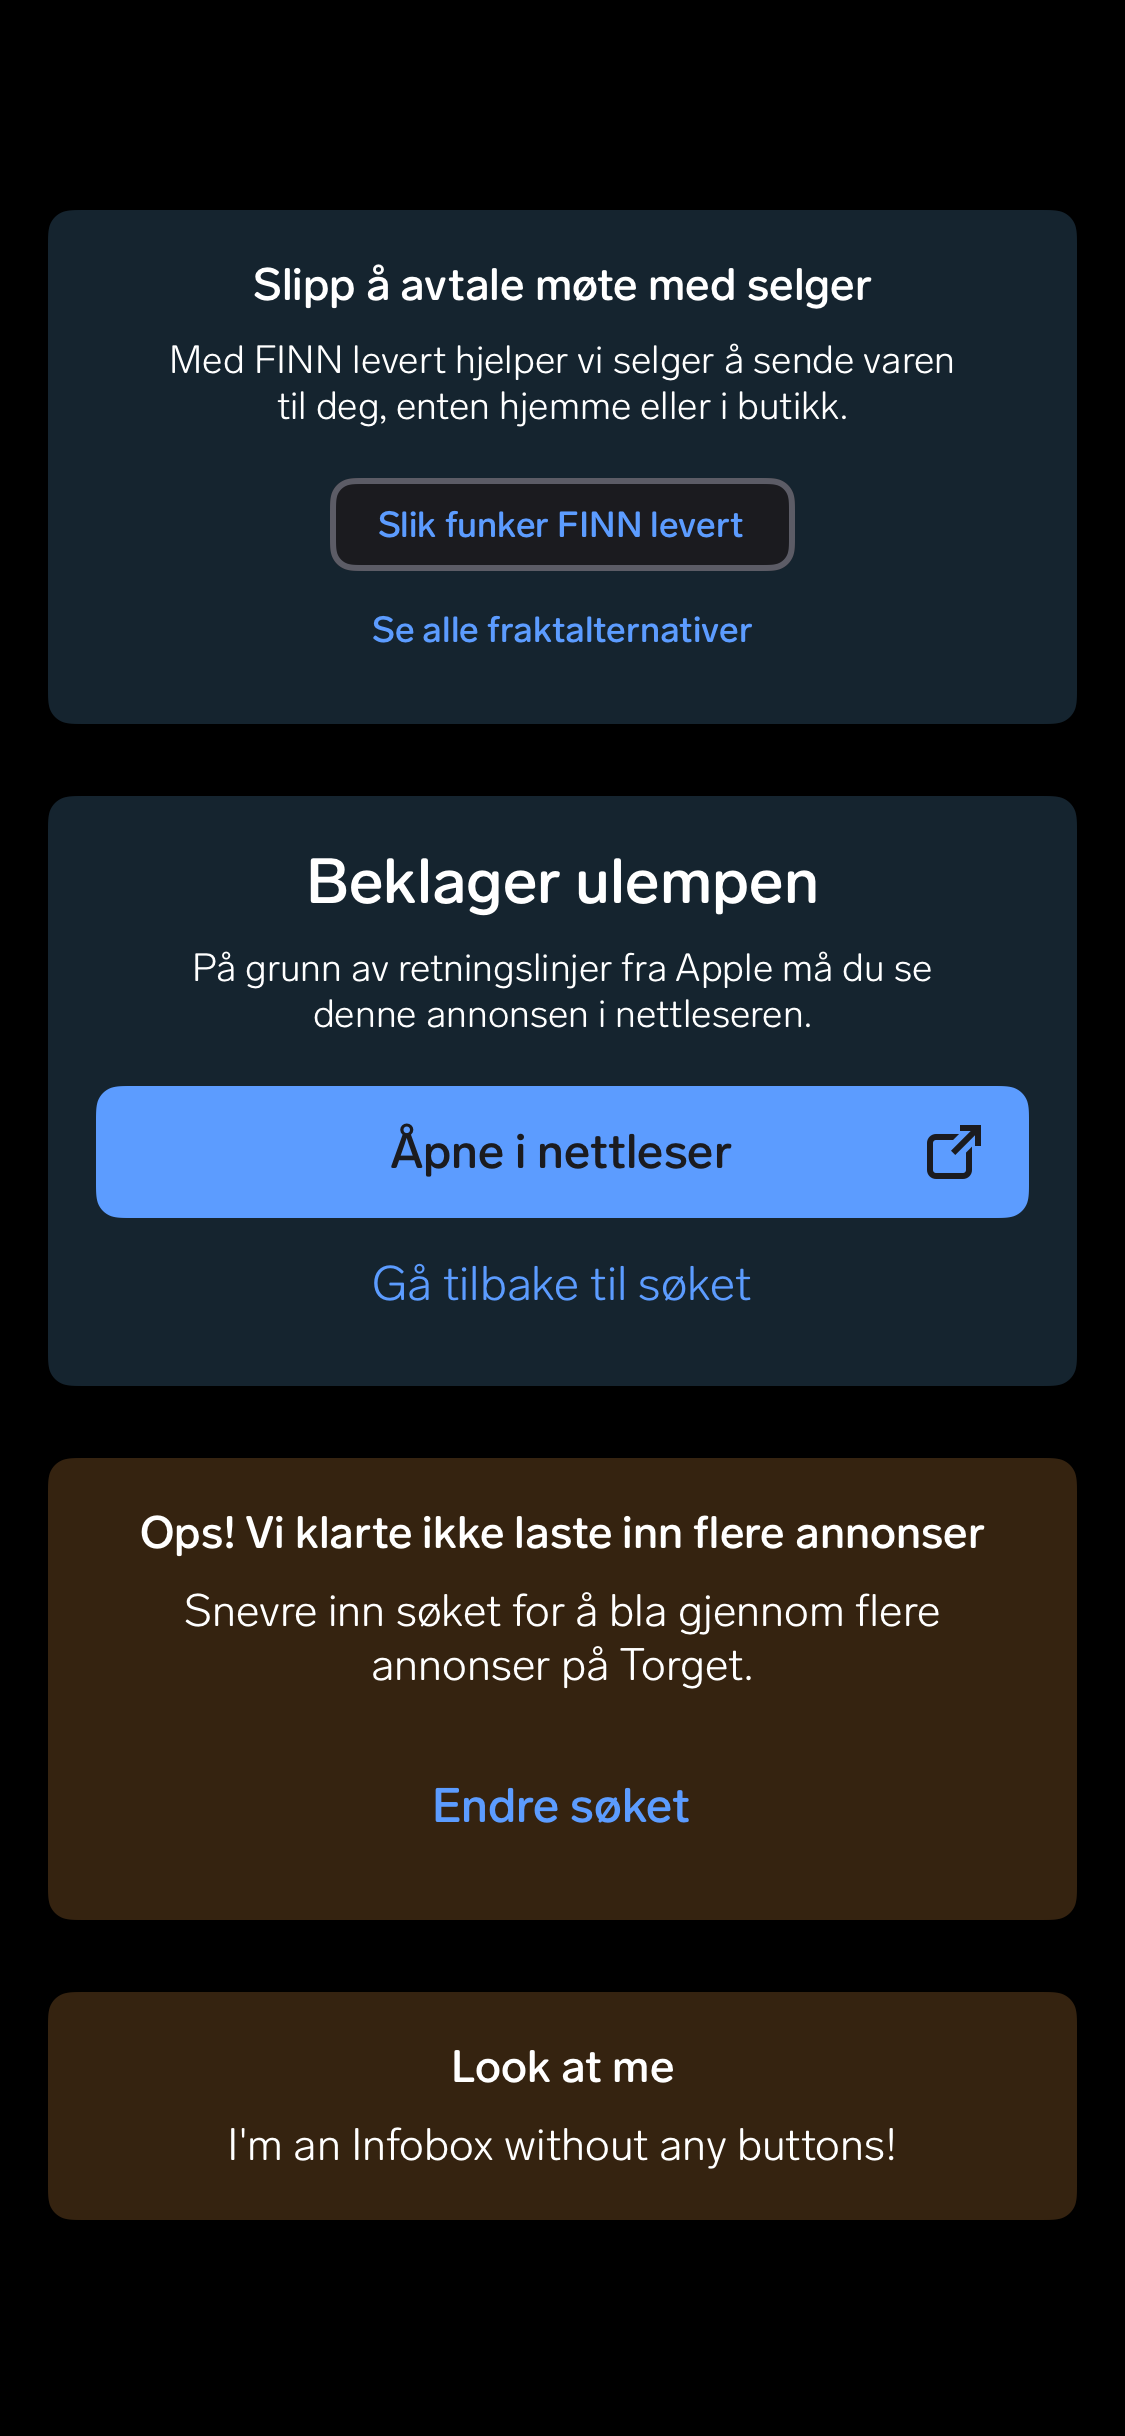 Slipp å avtale møte med selger
Med FINN levert hjelper vi selger å sende varen
til deg, enten hjemme eller i butikk.
Slik funker FINN levert
Se alle fraktalternativer
Beklager ulempen
På grunn av retningslinjer fra Apple må du se
denne annonsen i nettleseren.
Åpne i nettleser
Gå tilbake til søket
Ops! Vi klarte ikke laste inn flere annonser
Snevre inn søket for å bla gjennom flere
annonser på Torget.
Endre søket
Look at me
I'm an Infobox without any buttons!